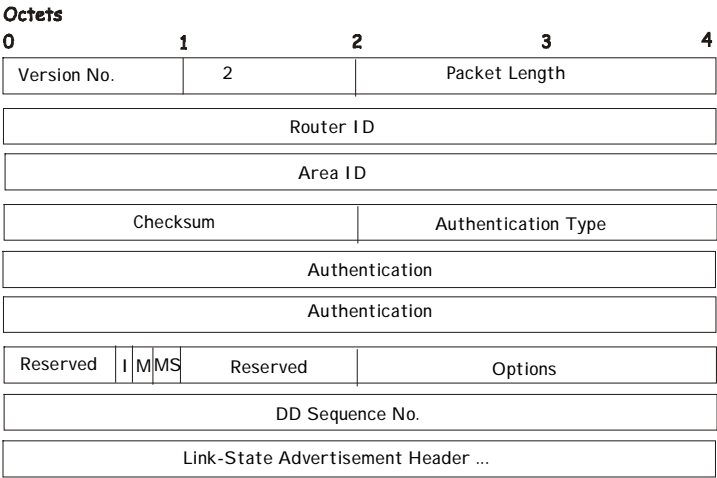 Octets
0 1 2 3 4
Version No. 2 Packet Length
Router ID
Area ID
Checksum Authentication Type
Authentication
Authentication
Reserved I M MS Reserved Options
DD Sequence No.
Link-State Advertisement Header ...